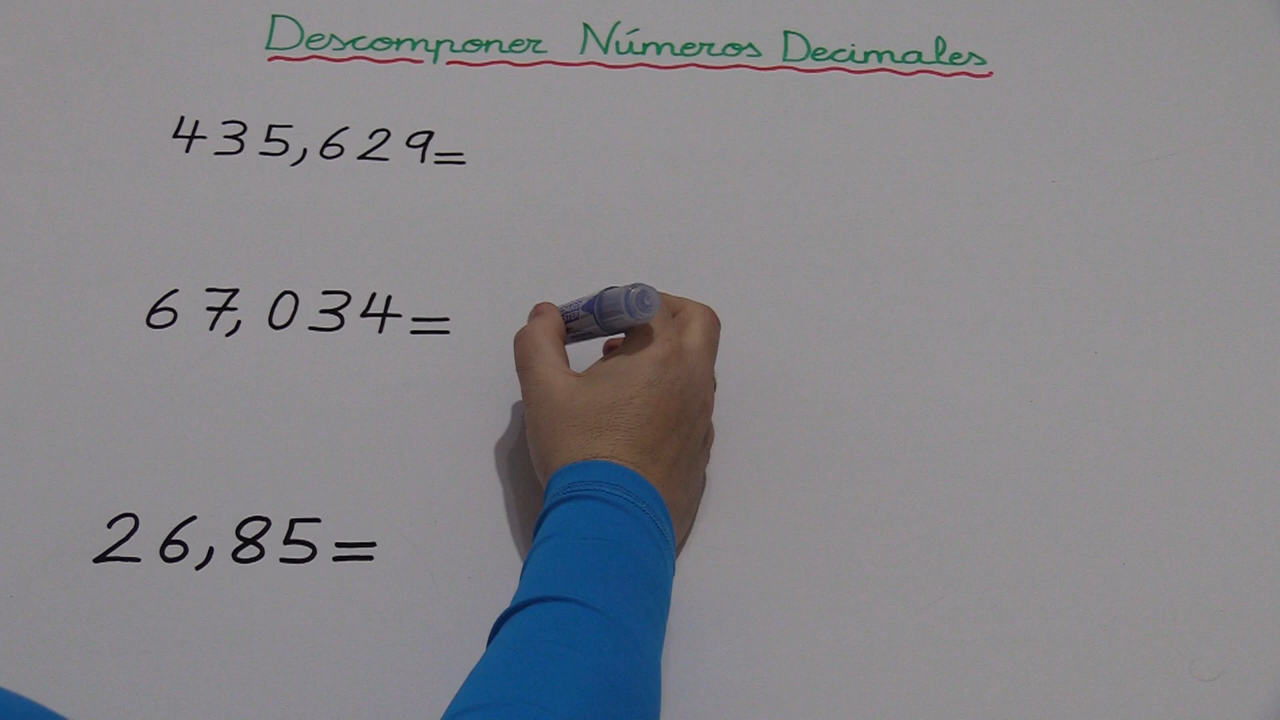 Descomponer Números Decimales
435,629=
67,034=
26,85=